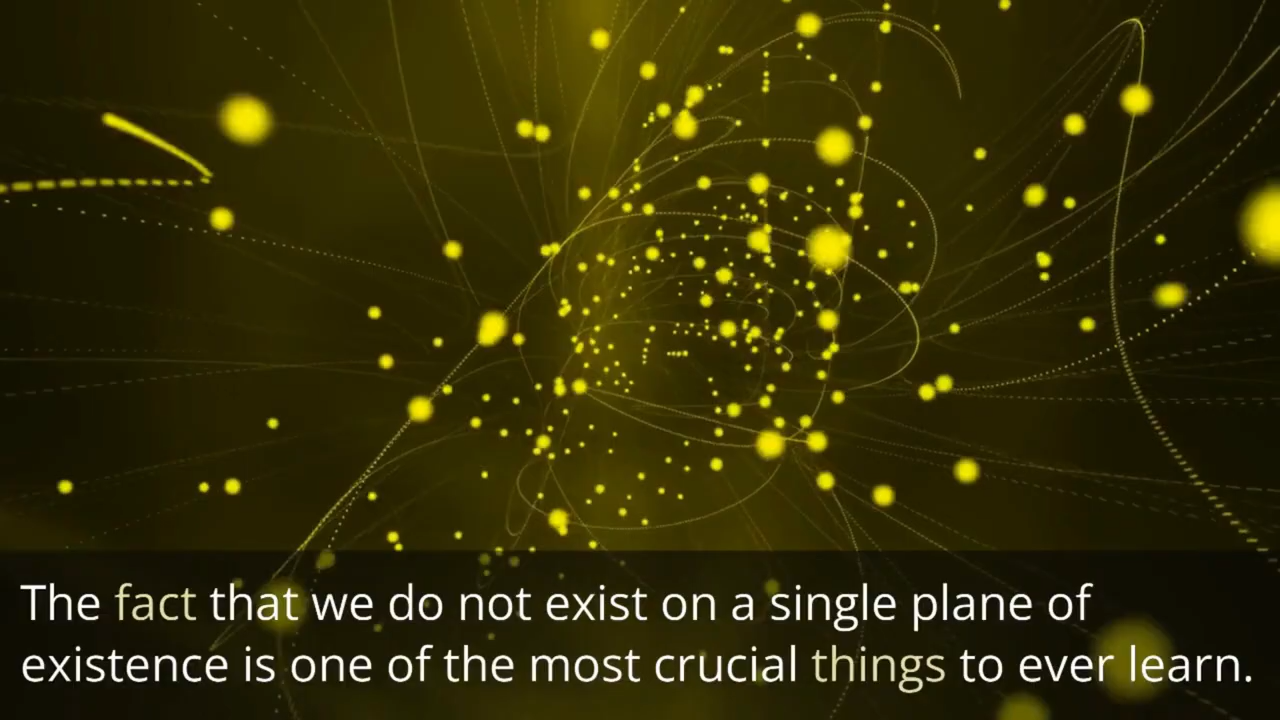 The fact that we do not exist on a single plane of
existence is one of the most crucial things to ever learn.